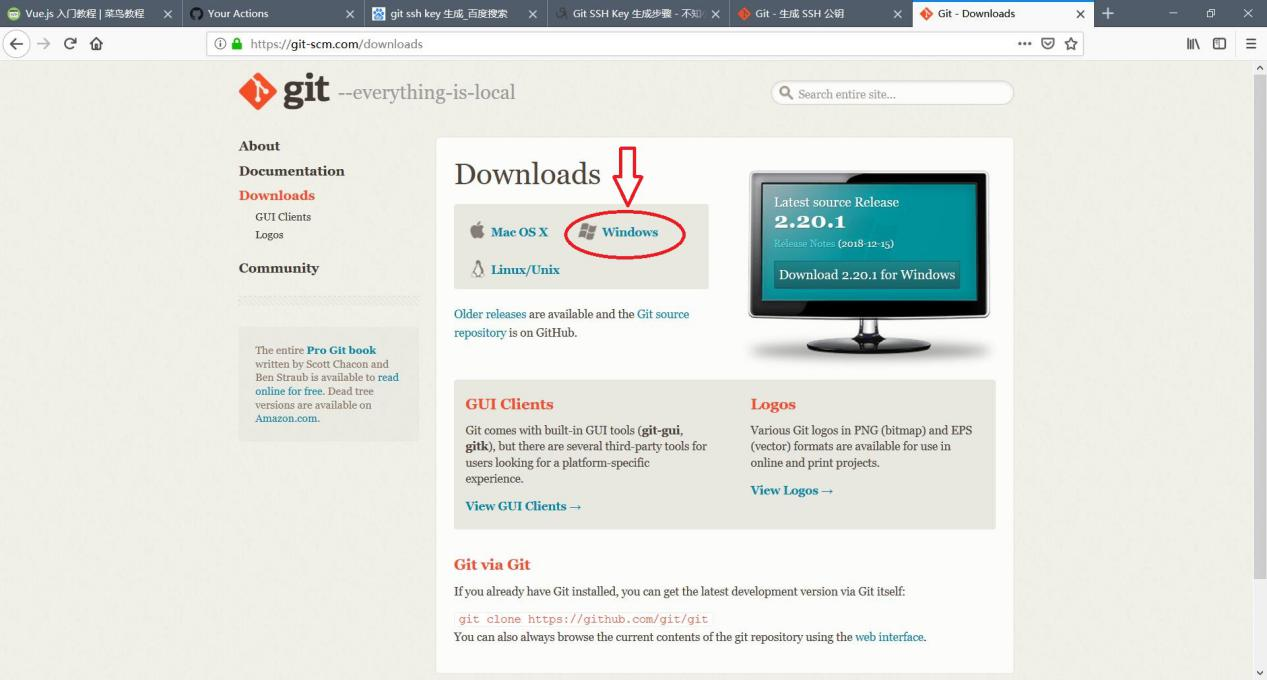 Vue.js 入门教程 | 菜鸟教程
Your Actions
git ssh key 生成_百度搜索
Git SSH Key 生成步骤 - 不知
Git - 生成 SSH 公钥
Git - Downloads
https://git-scm.com/downloads
git --everything-is-local
Search entire site...
About
Documentation
Downloads
GUI Clients
Logos
Community
The entire Pro Git book
written by Scott Chacon and
Ben Straub is available to read
online for free. Dead tree
versions are available on
Amazon.com.
Downloads
Mac OS X
Windows
Linux/Unix
Older releases are available and the Git source
repository is on GitHub.
Latest source Release
2.20.1
Release Notes (2018-12-15)
Download 2.20.1 for Windows
GUI Clients
Git comes with built-in GUI tools (git-gui,
gitk), but there are several third-party tools for
users looking for a platform-specific
experience.
View GUI Clients →
Logos
Various Git logos in PNG (bitmap) and EPS
(vector) formats are available for use in
online and print projects.
View Logos →
Git via Git
If you already have Git installed, you can get the latest development version via Git itself:
git clone https://github.com/git/git
You can also always browse the current contents of the git repository using the web interface.